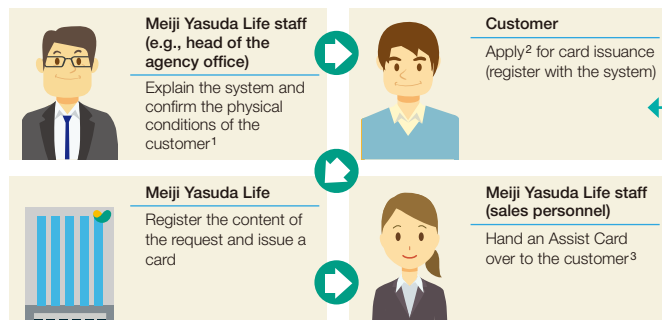 Meiji Yasuda Life staff
(e.g., head of the
agency office)
Explain the system and
confirm the physical
conditions of the
customer¹
Customer
Apply² for card issuance
(register with the system)
Meiji Yasuda Life
Register the content of
the request and issue a
card
Meiji Yasuda Life staff
(sales personnel)
Hand an Assist Card
over to the customer³